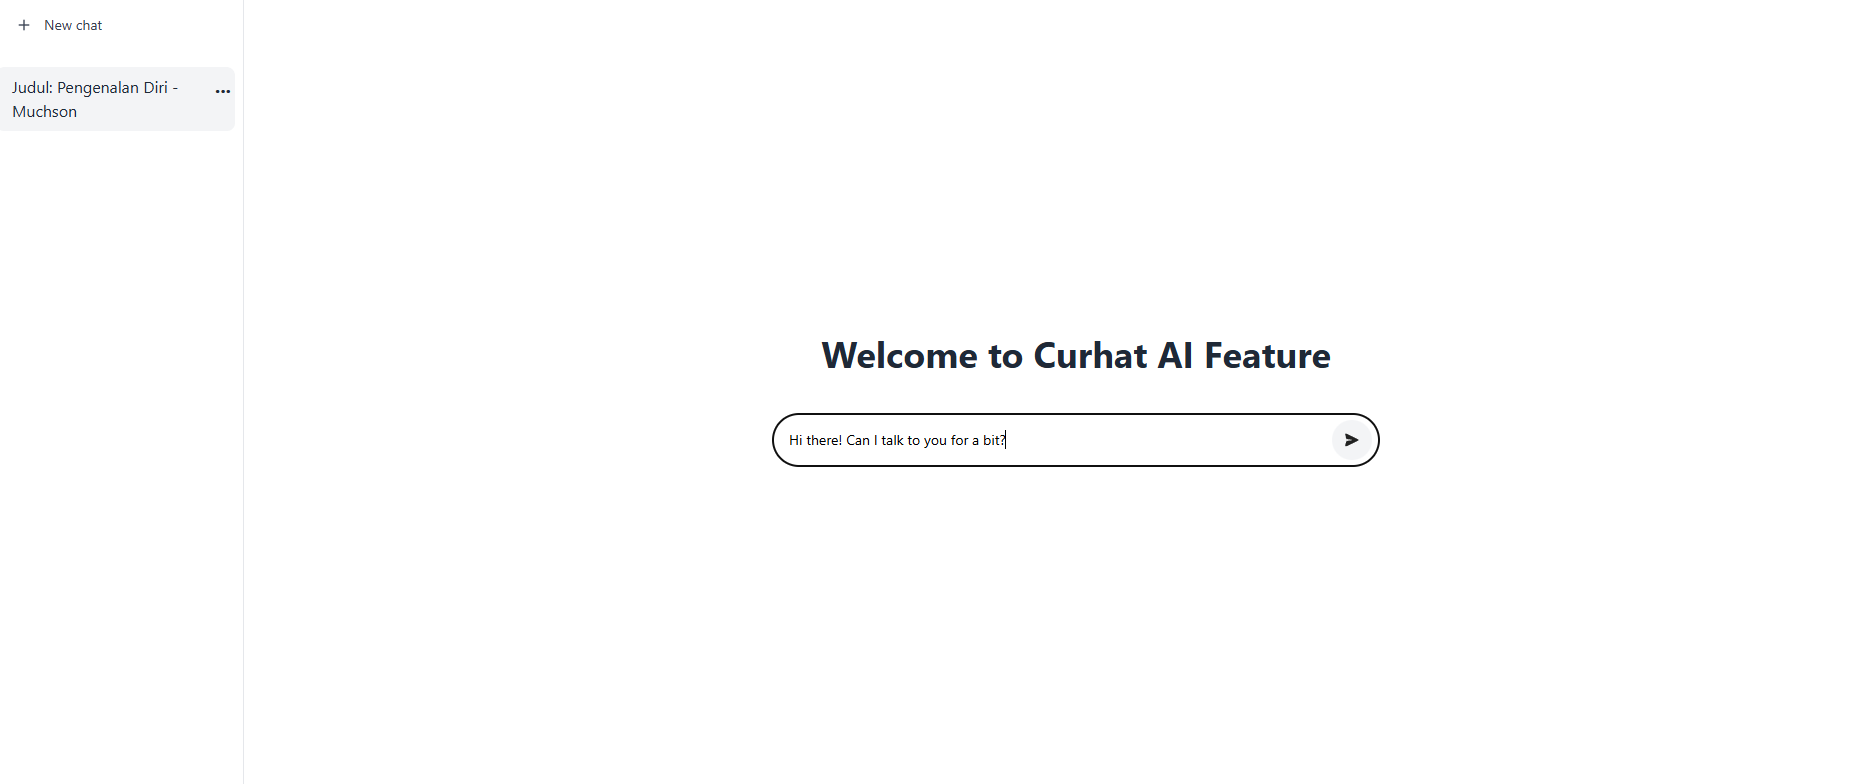 New chat
Judul: Pengenalan Diri -
Muchson
Welcome to Curhat AI Feature
Hi there! Can I talk to you for a bit?